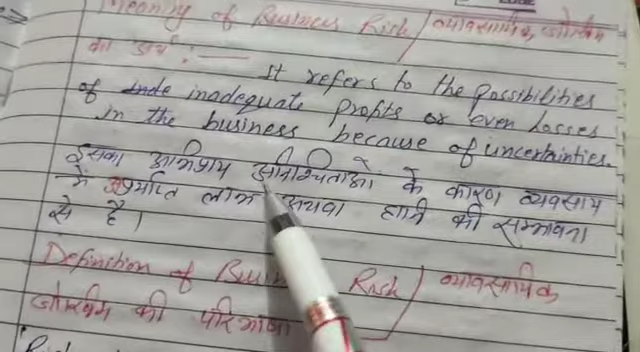 Meaning of Business Risk / व्यावसायिक जोखिम
का अर्थ :—
It refers to the possibilities
of inadequate profits or even losses
in the business because of uncertainties.
इसका अभिप्राय अनिश्चितताओं के कारण व्यवसाय
में अपर्याप्त लाभ अथवा हानि की सम्भावना
से है।
Definition of Business Risk / व्यावसायिक
जोखिम की परिभाषा